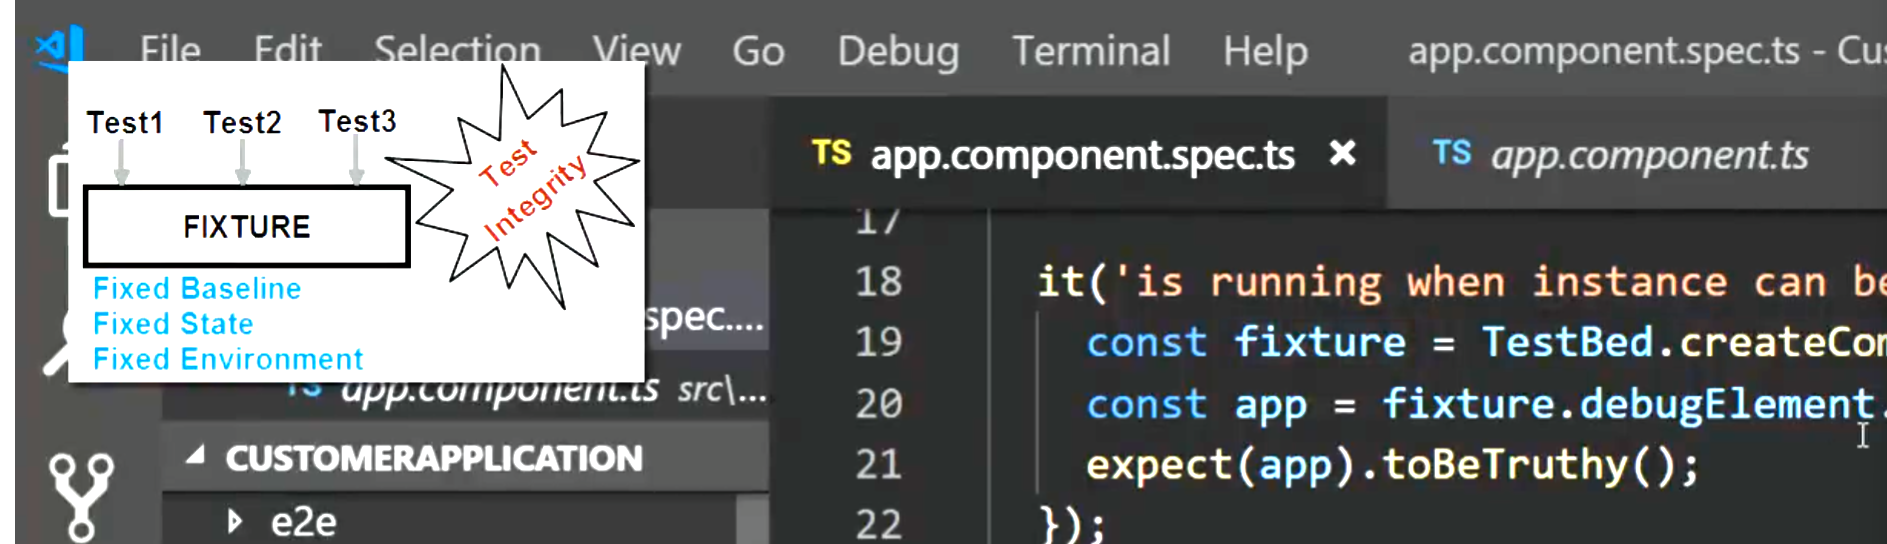 File Edit Selection View Go Debug Terminal Help app.component.spec.ts - Cus
Test1 Test2 Test3
FIXTURE
Fixed Baseline
Fixed State
Fixed Environment
Test
Integrity
spec....
TS app.component.ts src\...
CUSTOMERAPPLICATION
e2e
TS app.component.spec.ts
TS app.component.ts
17
18 it('is running when instance can be
19 const fixture = TestBed.createCom
20 const app = fixture.debugElement.
21 expect(app).toBeTruthy();
22 });